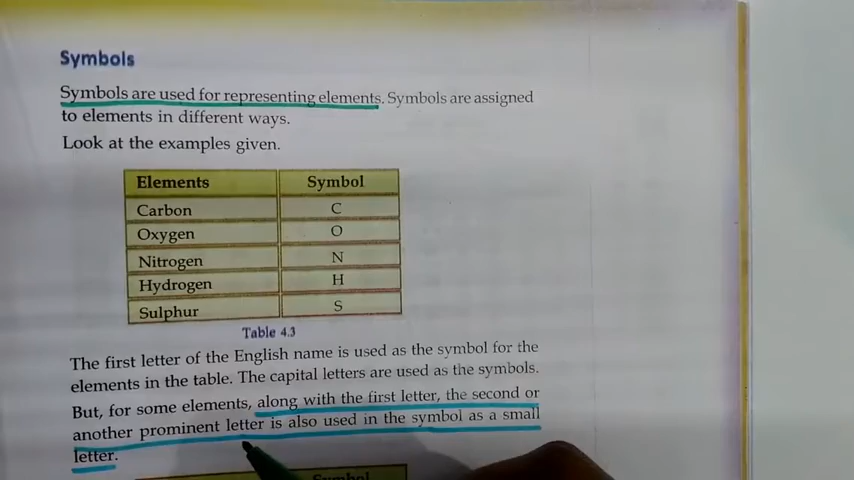 Symbols
Symbols are used for representing elements. Symbols are assigned
to elements in different ways.
Look at the examples given.
Elements Symbol
Carbon C
Oxygen O
Nitrogen N
Hydrogen H
Sulphur S
Table 4.3
The first letter of the English name is used as the symbol for the
elements in the table. The capital letters are used as the symbols.
But, for some elements, along with the first letter, the second or
another prominent letter is also used in the symbol as a small
letter.
Symbol